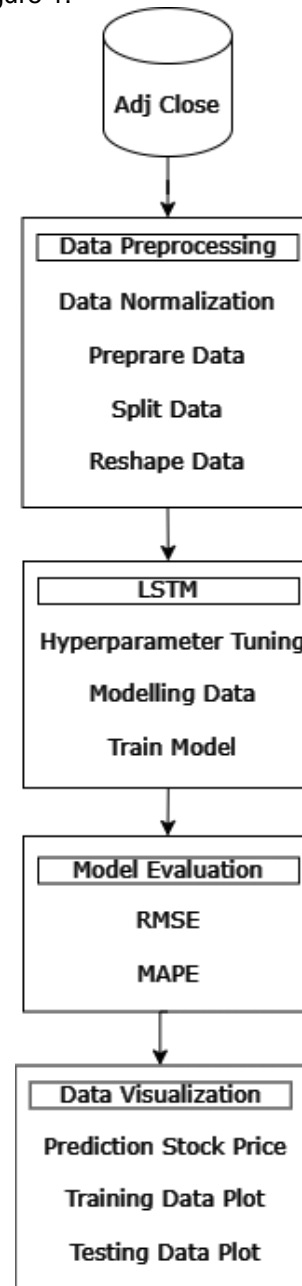 Adj Close
Data Preprocessing
Data Normalization
Preprare Data
Split Data
Reshape Data
LSTM
Hyperparameter Tuning
Modelling Data
Train Model
Model Evaluation
RMSE
MAPE
Data Visualization
Prediction Stock Price
Training Data Plot
Testing Data Plot